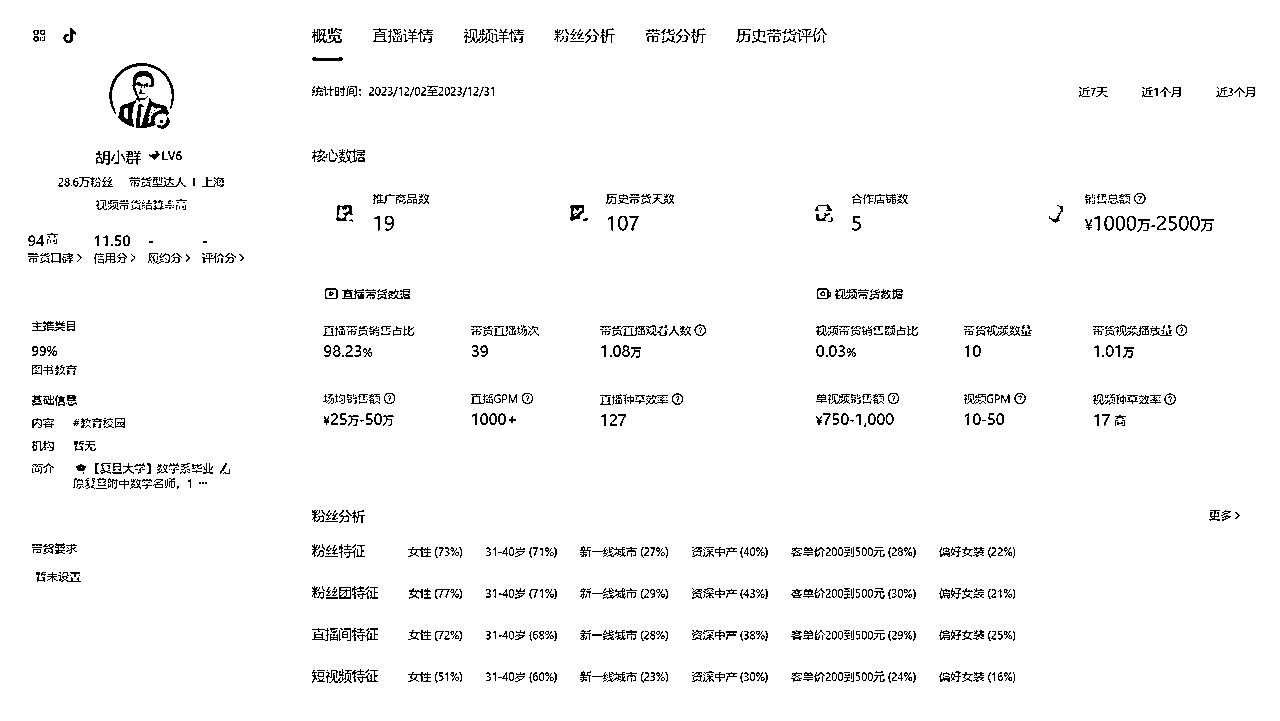 概览 直播详情 视频详情 粉丝分析 带货分析 历史带货评价
统计时间：2023/12/02至2023/12/31 近7天 近1个月 近3个月
胡小群 LV6
28.6万粉丝 带货型达人 | 上海
视频带货结算率高
94高 11.50 - -
带货口碑 信用分 履约分 评价分
主推类目
99%
图书教育
基础信息
内容 #教育校园
机构 暂无
简介 【复旦大学】数学系毕业
原复旦附中数学名师，1 ...
带货要求
暂未设置
核心数据
推广商品数 历史带货天数 合作店铺数 销售总额
19 107 5 ¥1000万-2500万
直播带货数据 视频带货数据
直播带货销售占比 带货直播场次 带货直播观看人数 视频带货销售额占比 带货视频数量 带货视频播放量
98.23% 39 1.08万 0.03% 10 1.01万
场均销售额 直播GPM 直播种草效率 单视频销售额 视频GPM 视频种草效率
¥25万-50万 1000+ 127 ¥750-1,000 10-50 17 高
粉丝分析 更多
粉丝特征 女性 (73%) 31-40岁 (71%) 新一线城市 (27%) 资深中产 (40%) 客单价200到500元 (28%) 偏好女装 (22%)
粉丝团特征 女性 (77%) 31-40岁 (71%) 新一线城市 (29%) 资深中产 (43%) 客单价200到500元 (30%) 偏好女装 (21%)
直播间特征 女性 (72%) 31-40岁 (68%) 新一线城市 (28%) 资深中产 (38%) 客单价200到500元 (29%) 偏好女装 (25%)
短视频特征 女性 (51%) 31-40岁 (60%) 新一线城市 (23%) 资深中产 (30%) 客单价200到500元 (24%) 偏好女装 (16%)